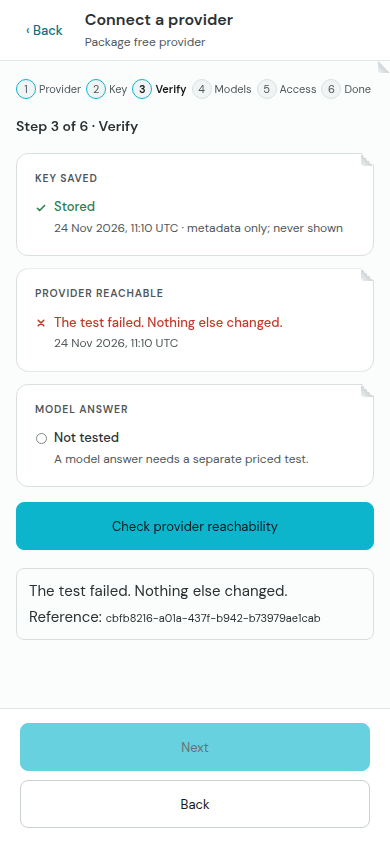 ‹ Back
Connect a provider
Package free provider
1 Provider 2 Key 3 Verify 4 Models 5 Access 6 Done
Step 3 of 6 · Verify
KEY SAVED
Stored
24 Nov 2026, 11:10 UTC · metadata only; never shown
PROVIDER REACHABLE
The test failed. Nothing else changed.
24 Nov 2026, 11:10 UTC
MODEL ANSWER
Not tested
A model answer needs a separate priced test.
Check provider reachability
The test failed. Nothing else changed.
Reference: cbfb8216-a01a-437f-b942-b73979ae1cab
Next
Back